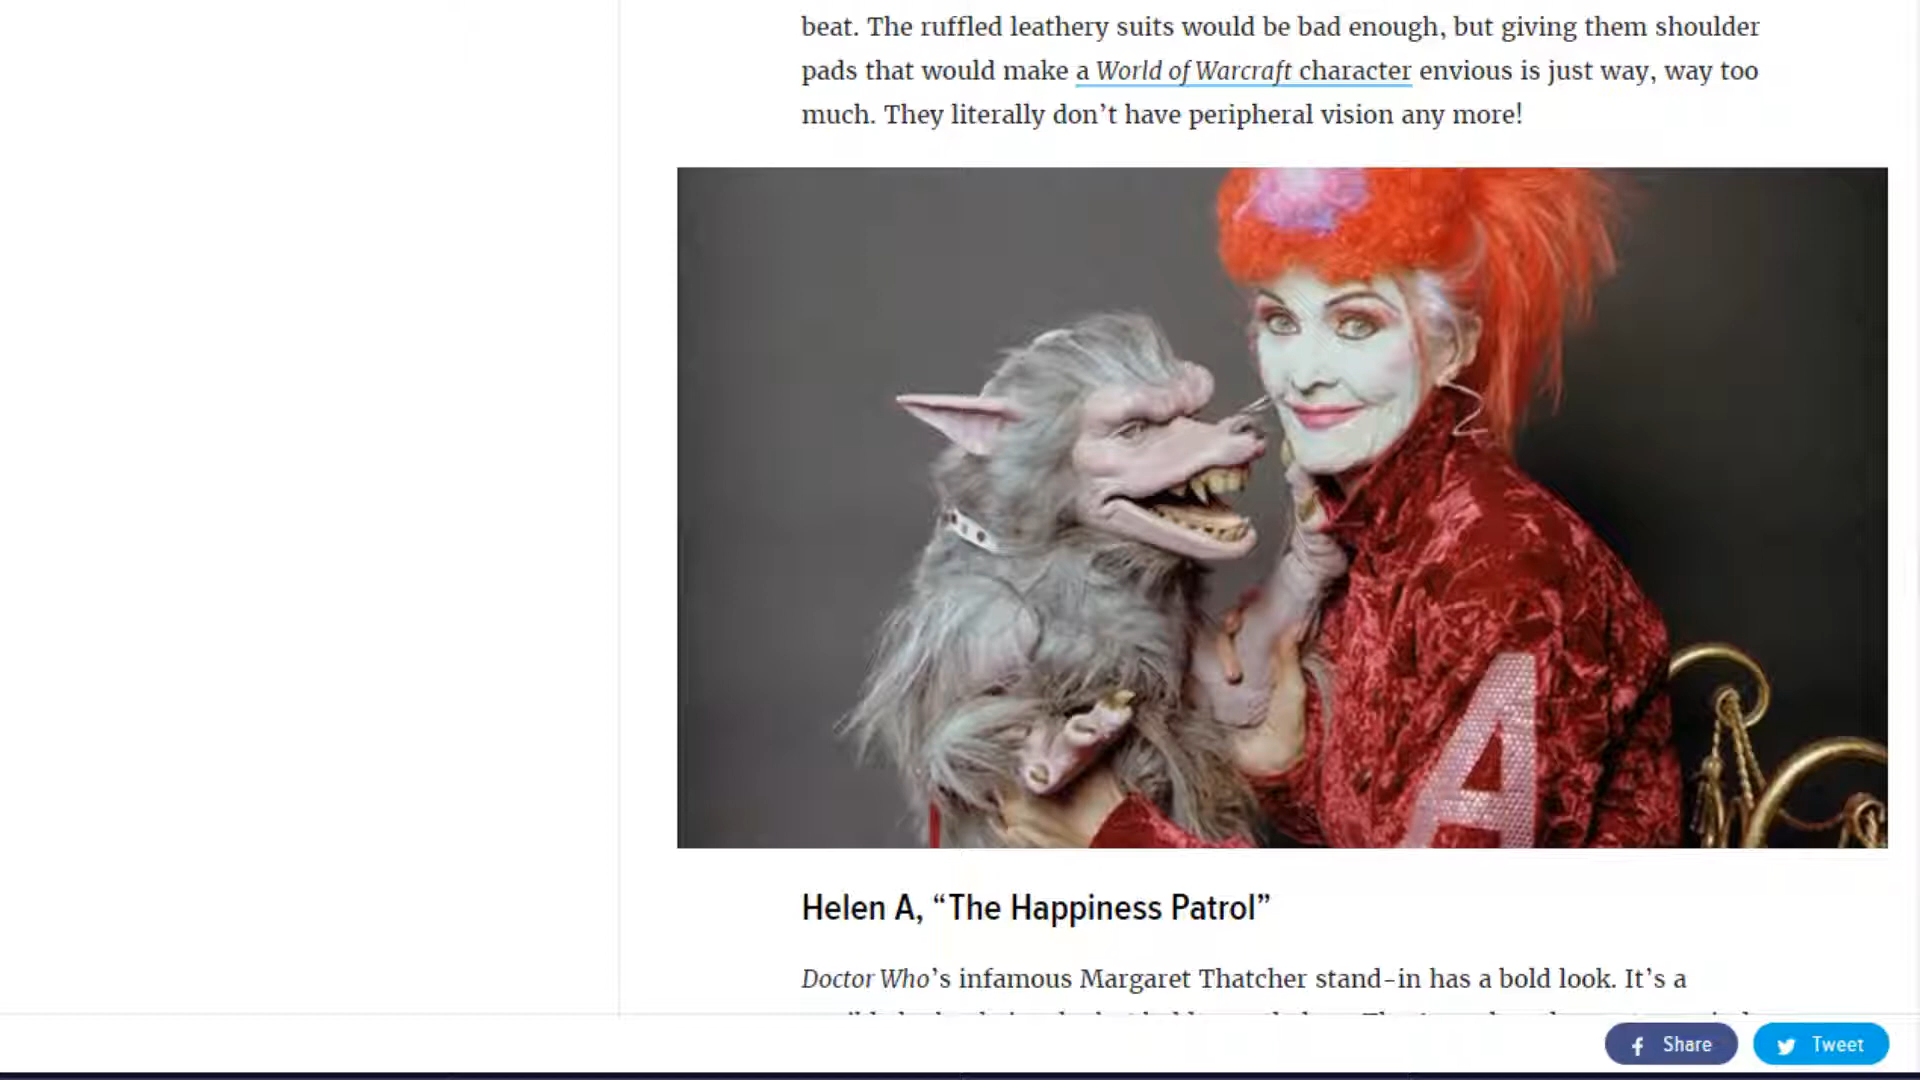 beat. The ruffled leathery suits would be bad enough, but giving them shoulder
pads that would make a World of Warcraft character envious is just way, way too
much. They literally don’t have peripheral vision any more!
A
Helen A, “The Happiness Patrol”
Doctor Who’s infamous Margaret Thatcher stand-in has a bold look. It’s a
Share
Tweet